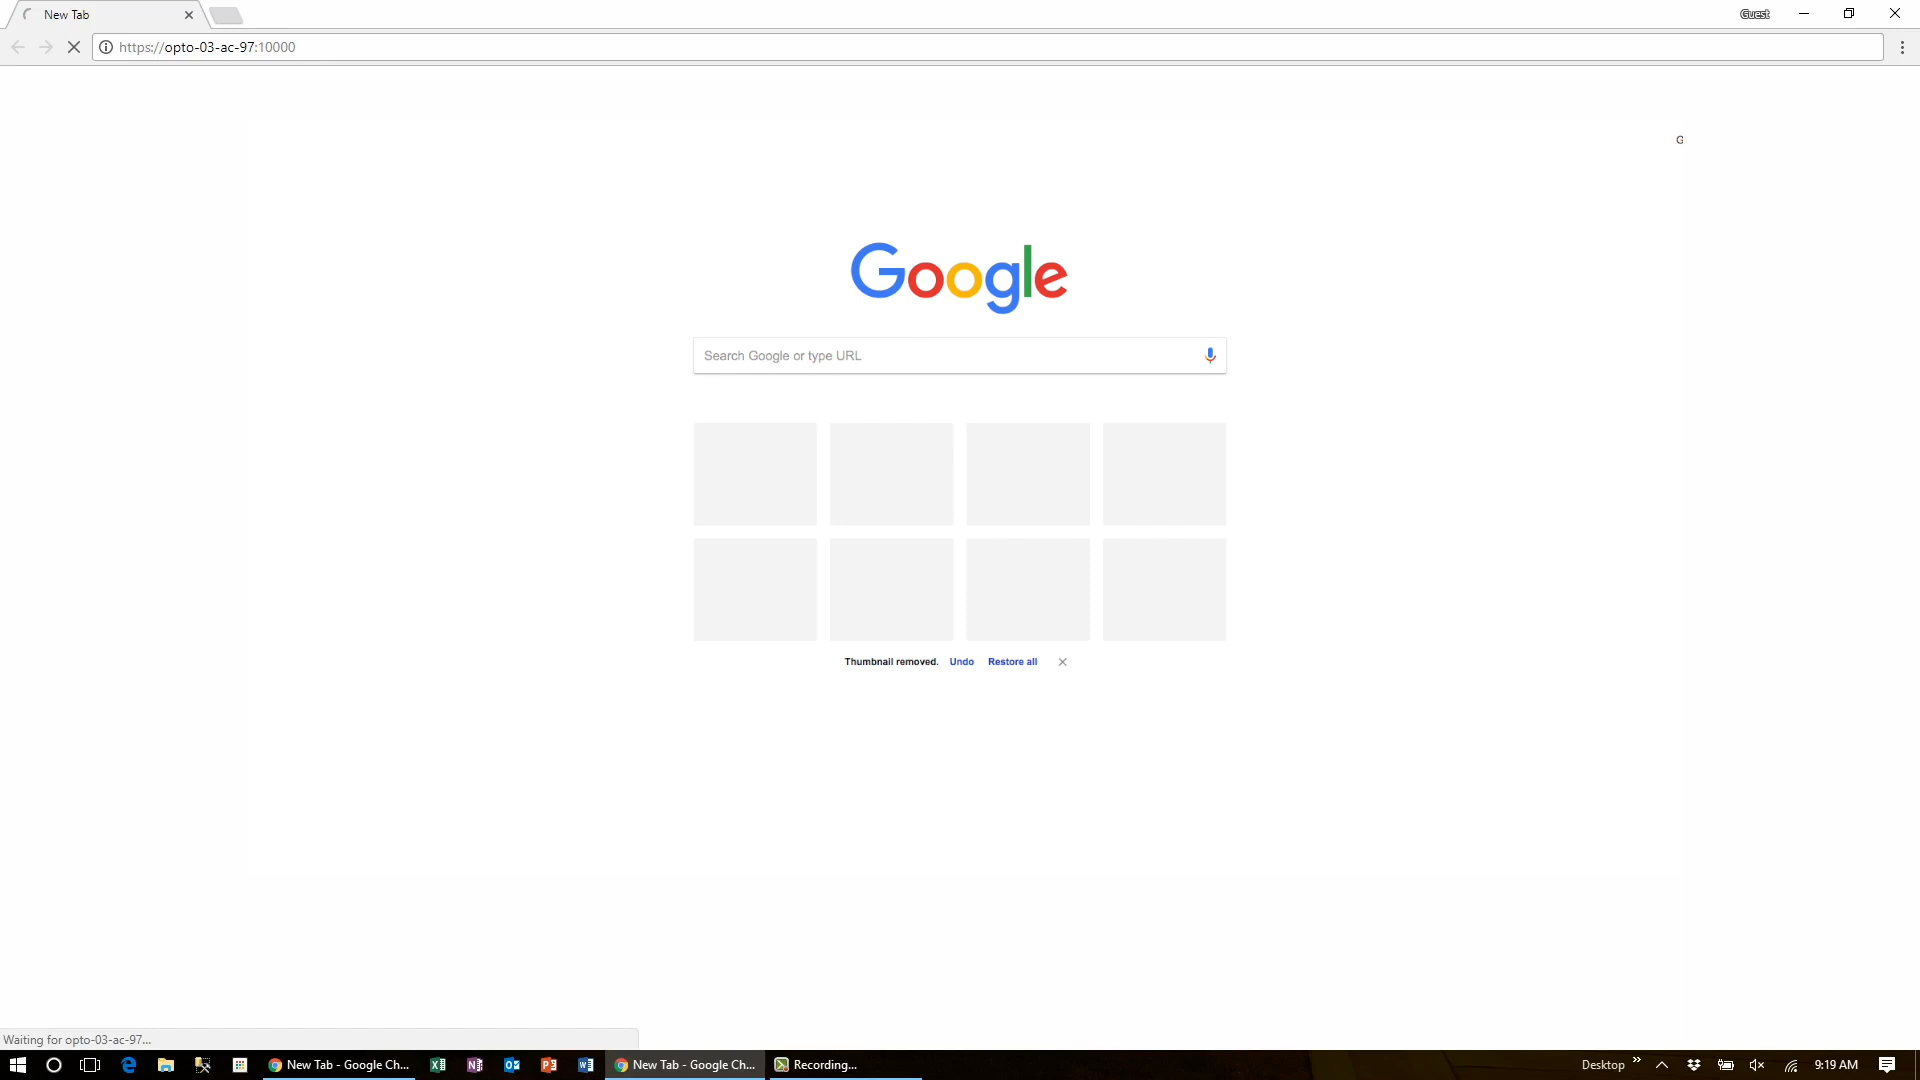 New Tab
Guest
https://opto-03-ac-97:10000
G
Google
Search Google or type URL
Thumbnail removed. Undo Restore all
Waiting for opto-03-ac-97...
New Tab - Google Ch...
New Tab - Google Ch...
Recording...
Desktop
9:19 AM